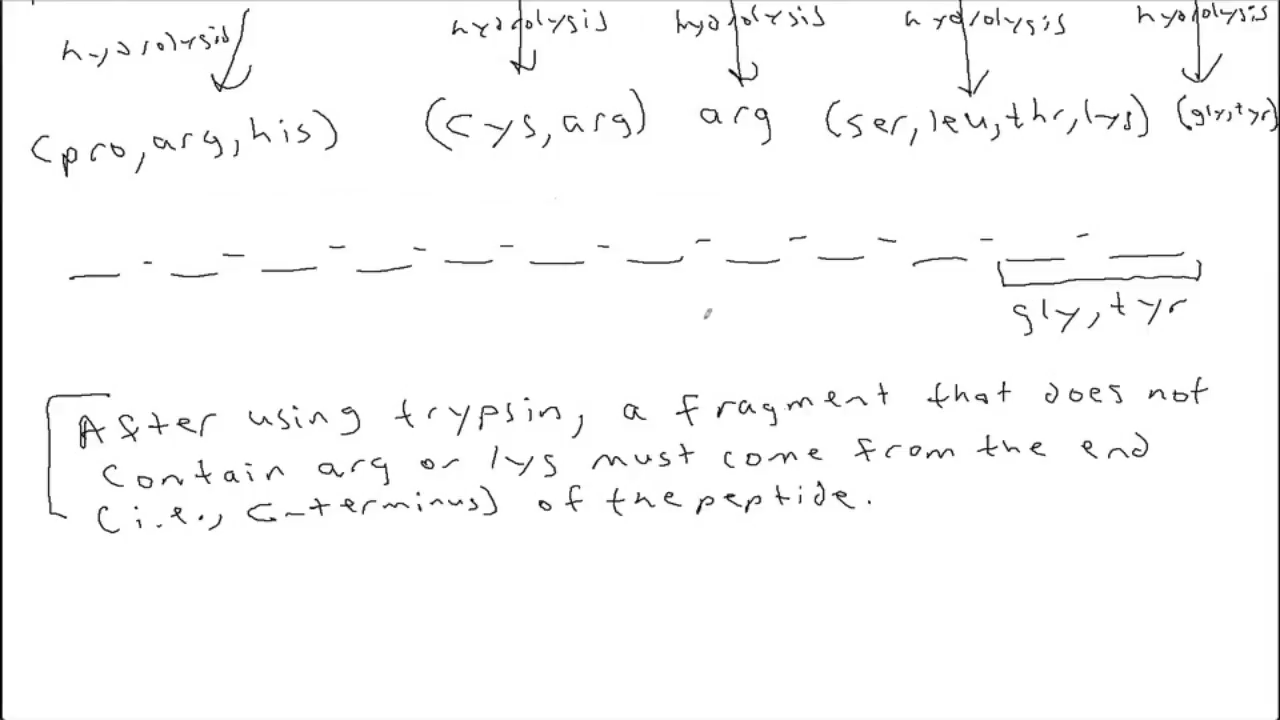 hydrolysis hydrolysis hydrolysis hydrolysis hydrolysis
(pro, arg, his) (cys, arg) arg (ser, leu, thr, lys) (gly, tyr)
gly, tyr
After using trypsin, a fragment that does not
contain arg or lys must come from the end
(i.e., C-terminus) of the peptide.